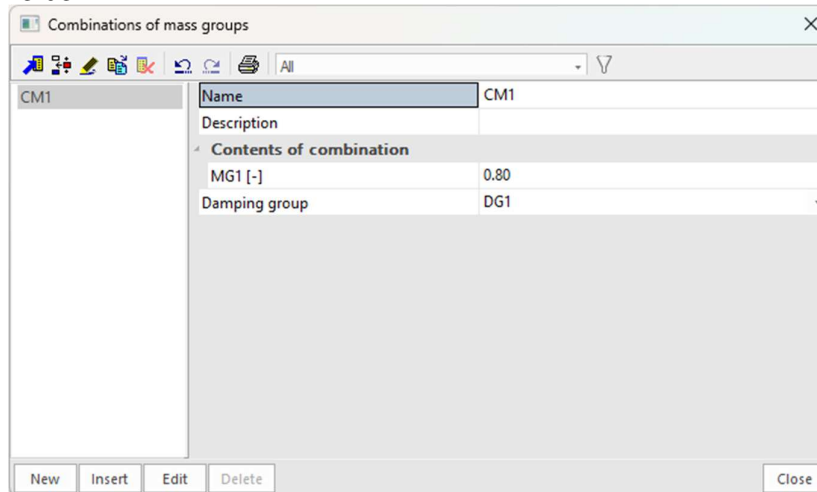 Combinations of mass groups
All
CM1
Name CM1
Description
Contents of combination
MG1 [-] 0.80
Damping group DG1
New Insert Edit Delete Close